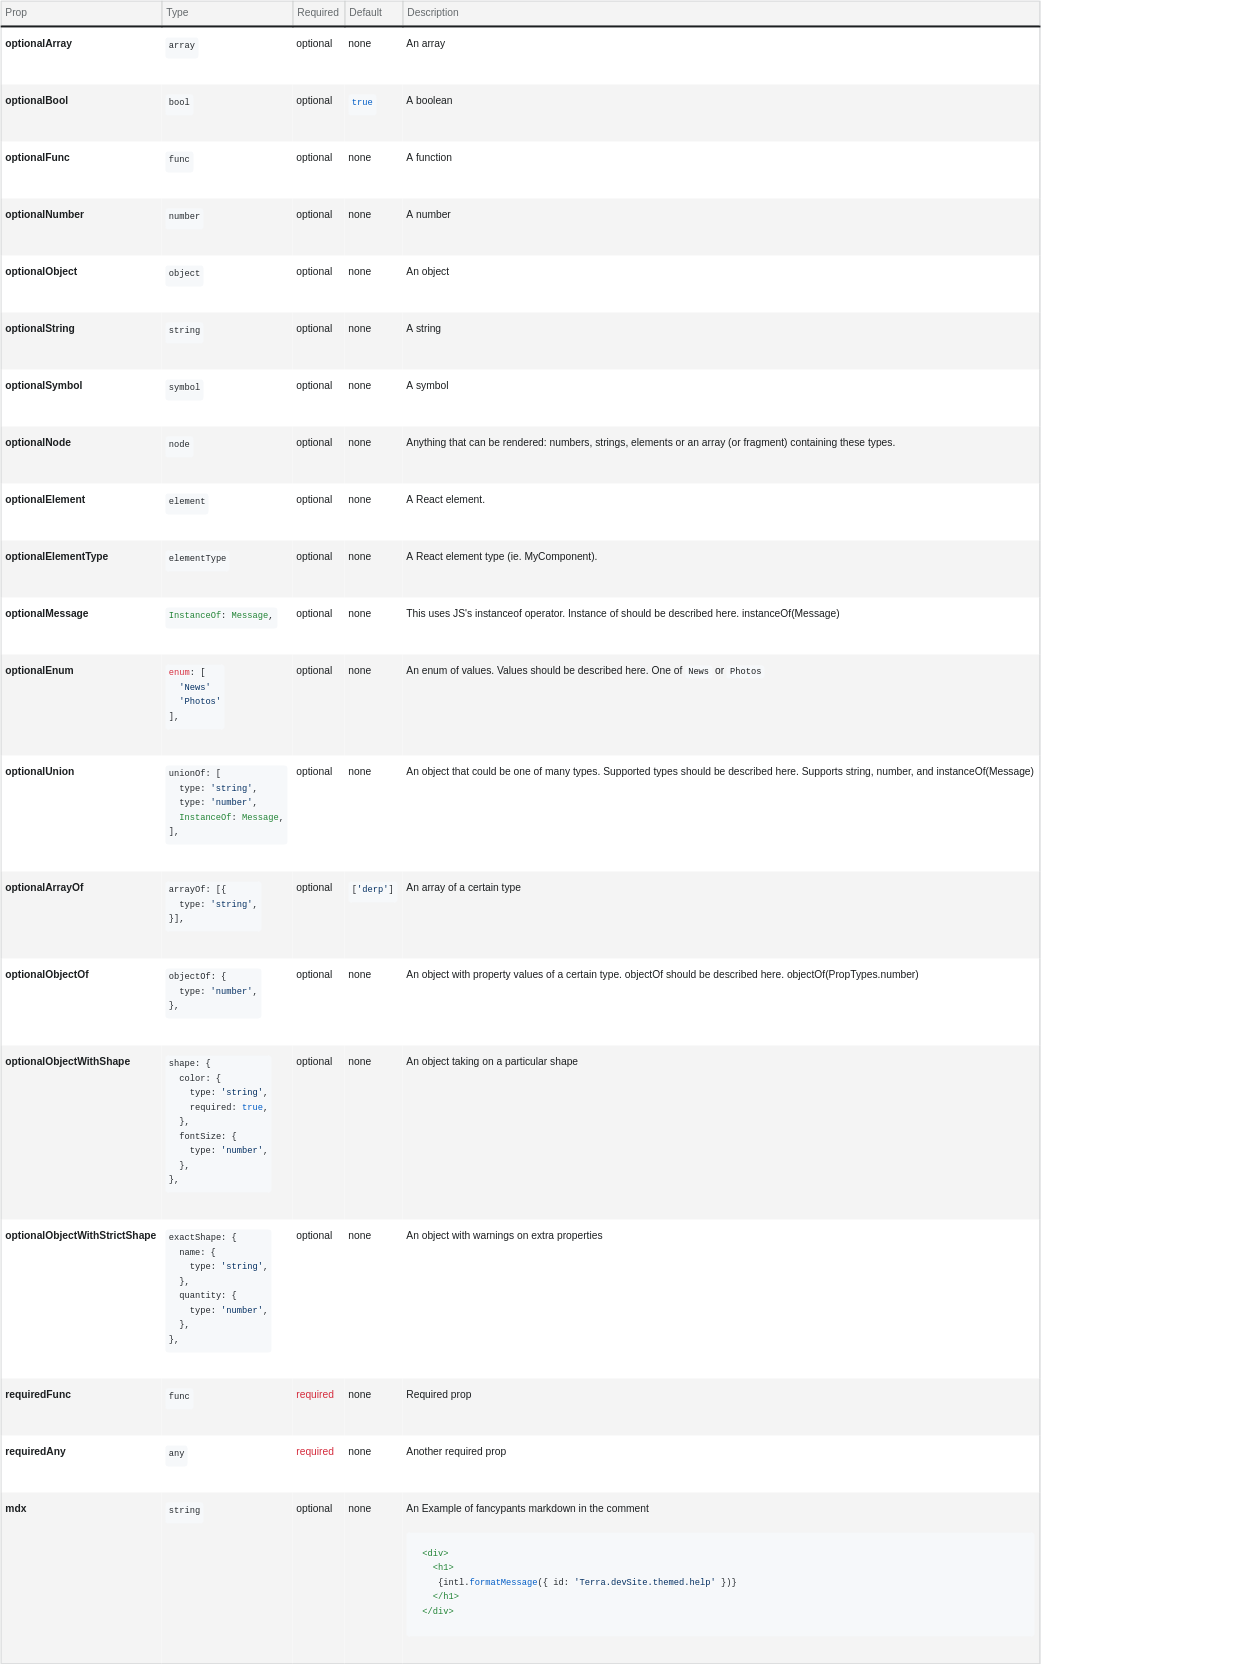 Prop Type Required Default Description
optionalArray array optional none An array
optionalBool bool optional true A boolean
optionalFunc func optional none A function
optionalNumber number optional none A number
optionalObject object optional none An object
optionalString string optional none A string
optionalSymbol symbol optional none A symbol
optionalNode node optional none Anything that can be rendered: numbers, strings, elements or an array (or fragment) containing these types.
optionalElement element optional none A React element.
optionalElementType elementType optional none A React element type (ie. MyComponent).
optionalMessage InstanceOf: Message, optional none This uses JS's instanceof operator. Instance of should be described here. instanceOf(Message)
optionalEnum enum: [ optional none An enum of values. Values should be described here. One of News or Photos
'News'
'Photos'
],
optionalUnion unionOf: [ optional none An object that could be one of many types. Supported types should be described here. Supports string, number, and instanceOf(Message)
type: 'string',
type: 'number',
InstanceOf: Message,
],
optionalArrayOf arrayOf: [{ optional ['derp'] An array of a certain type
type: 'string',
}],
optionalObjectOf objectOf: { optional none An object with property values of a certain type. objectOf should be described here. objectOf(PropTypes.number)
type: 'number',
},
optionalObjectWithShape shape: { optional none An object taking on a particular shape
color: {
type: 'string',
required: true,
},
fontSize: {
type: 'number',
},
},
optionalObjectWithStrictShape exactShape: { optional none An object with warnings on extra properties
name: {
type: 'string',
},
quantity: {
type: 'number',
},
},
requiredFunc func required none Required prop
requiredAny any required none Another required prop
mdx string optional none An Example of fancypants markdown in the comment
<div>
<h1>
{intl.formatMessage({ id: 'Terra.devSite.themed.help' })}
</h1>
</div>